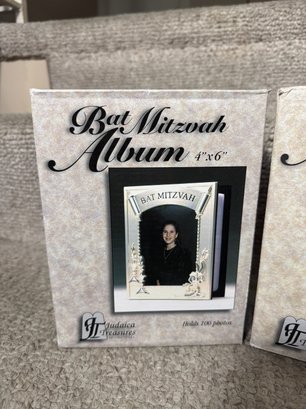 Bat Mitzvah
Album 4"x6"
BAT MITZVAH
Judaica
Treasures
Holds 100 photos